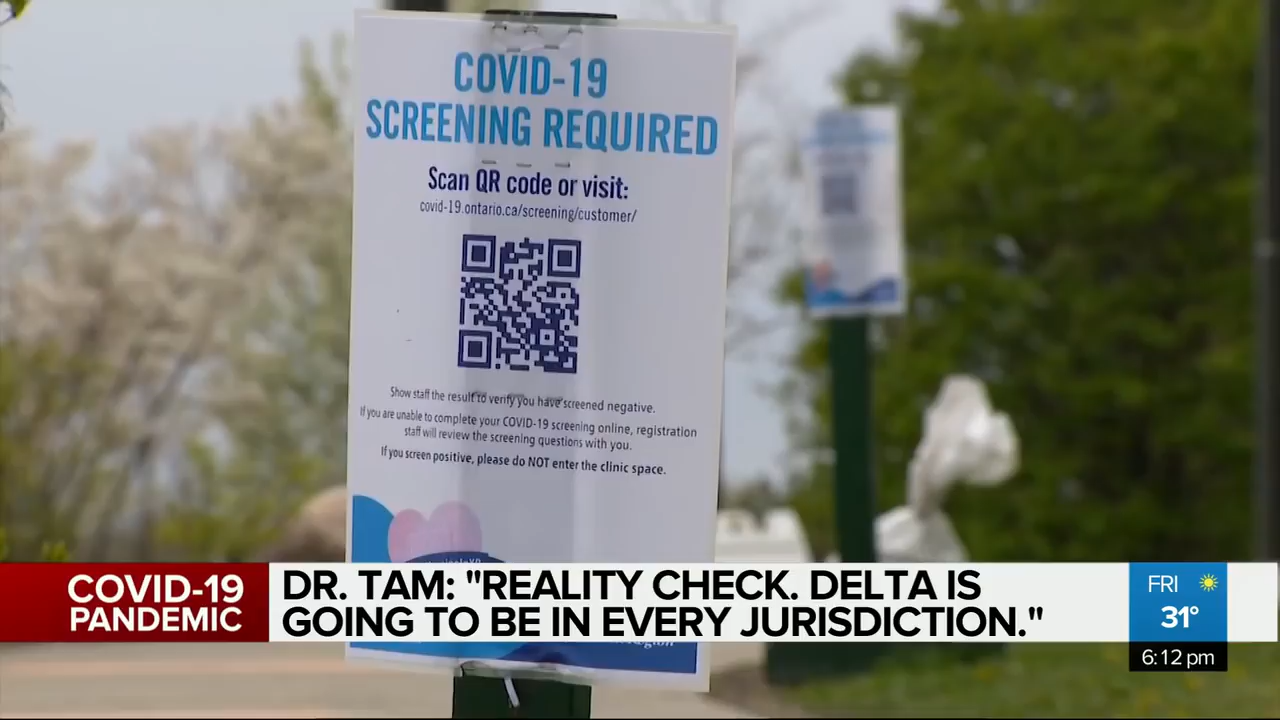 COVID-19
SCREENING REQUIRED
Scan QR code or visit:
covid-19.ontario.ca/screening/customer/
Show staff the result to verify you have screened negative.
If you are unable to complete your COVID-19 screening online, registration
staff will review the screening questions with you.
If you screen positive, please do NOT enter the clinic space.
COVID-19
PANDEMIC
DR. TAM: "REALITY CHECK. DELTA IS
GOING TO BE IN EVERY JURISDICTION."
FRI
31°
6:12 pm